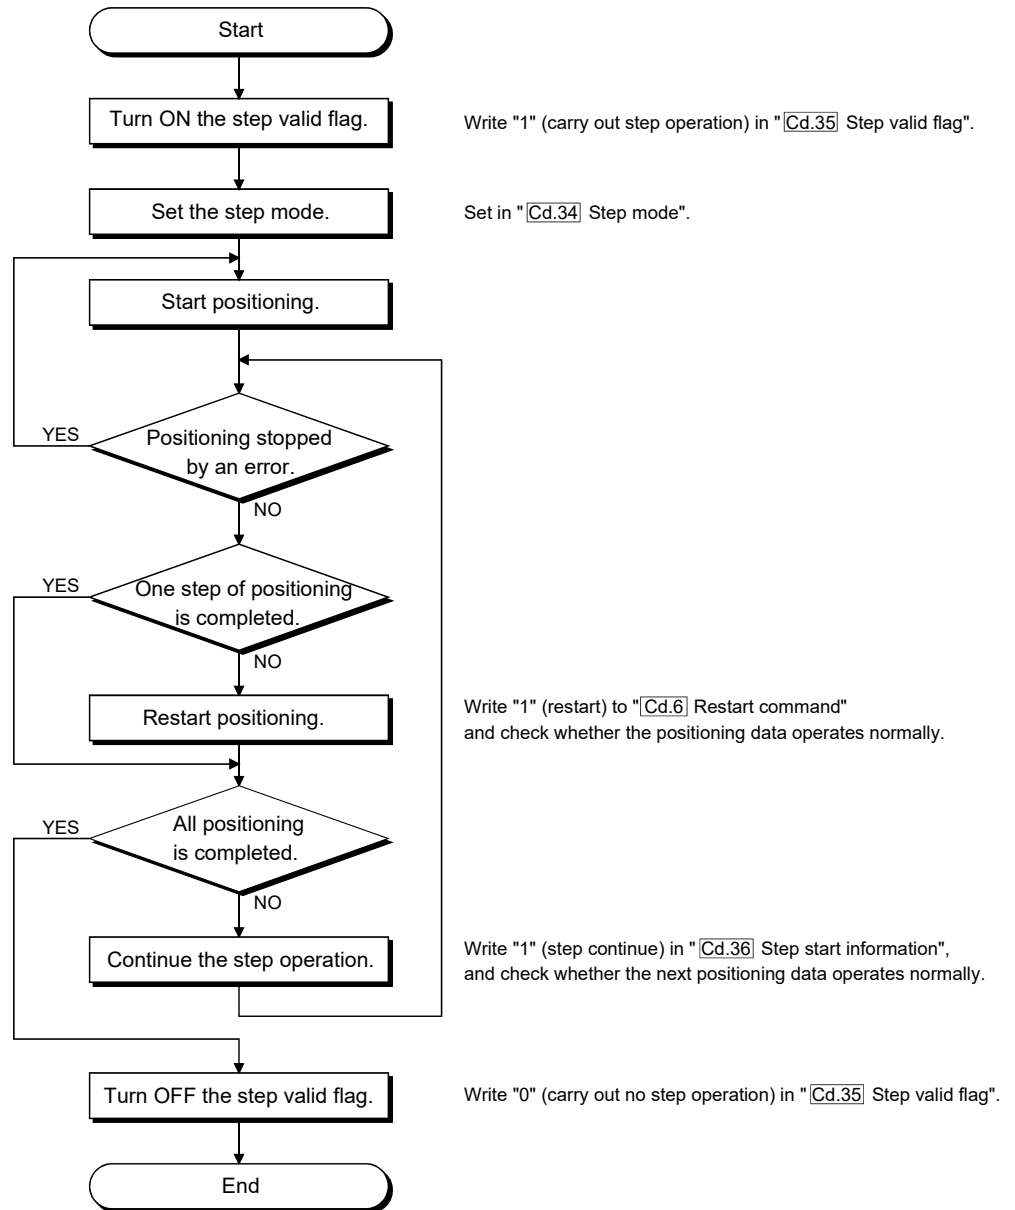 Start
Turn ON the step valid flag.
Write "1" (carry out step operation) in "Cd.35 Step valid flag".
Set the step mode.
Set in "Cd.34 Step mode".
Start positioning.
YES
Positioning stopped
by an error.
NO
YES
One step of positioning
is completed.
NO
Restart positioning.
Write "1" (restart) to "Cd.6 Restart command"
and check whether the positioning data operates normally.
YES
All positioning
is completed.
NO
Continue the step operation.
Write "1" (step continue) in "Cd.36 Step start information",
and check whether the next positioning data operates normally.
Turn OFF the step valid flag.
Write "0" (carry out no step operation) in "Cd.35 Step valid flag".
End